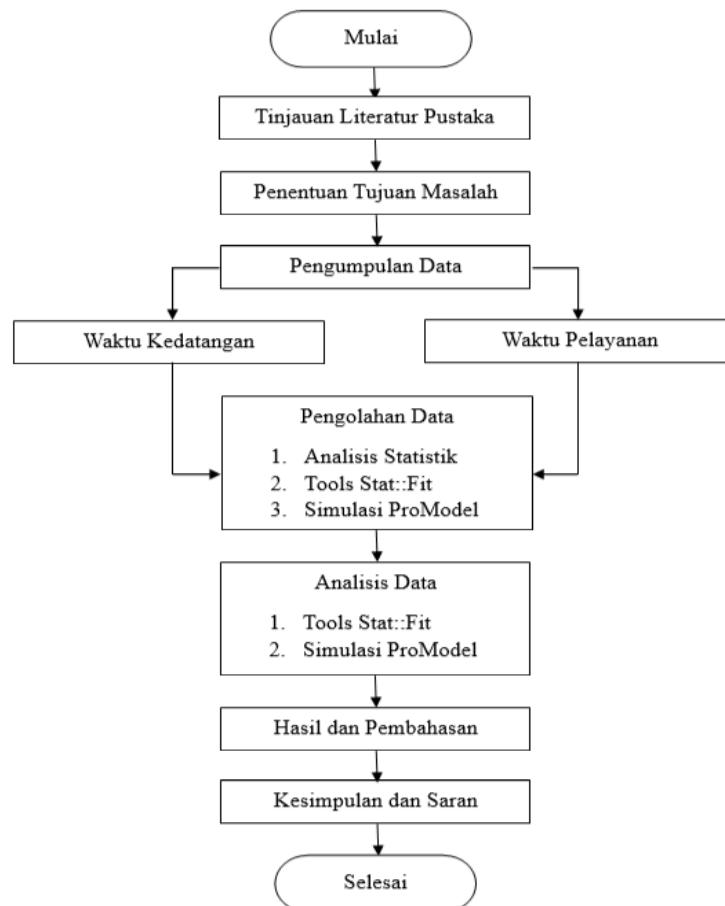 Mulai
Tinjauan Literatur Pustaka
Penentuan Tujuan Masalah
Pengumpulan Data
Waktu Kedatangan
Waktu Pelayanan
Pengolahan Data
1. Analisis Statistik
2. Tools Stat::Fit
3. Simulasi ProModel
Analisis Data
1. Tools Stat::Fit
2. Simulasi ProModel
Hasil dan Pembahasan
Kesimpulan dan Saran
Selesai